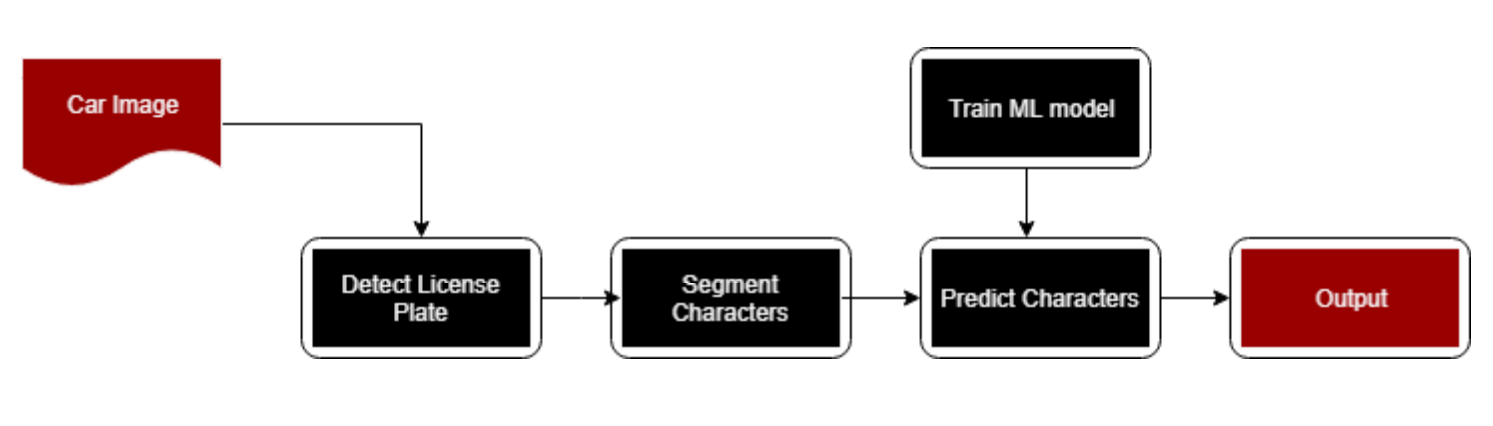 Car Image
Train ML model
Detect License
Plate
Segment
Characters
Predict Characters
Output